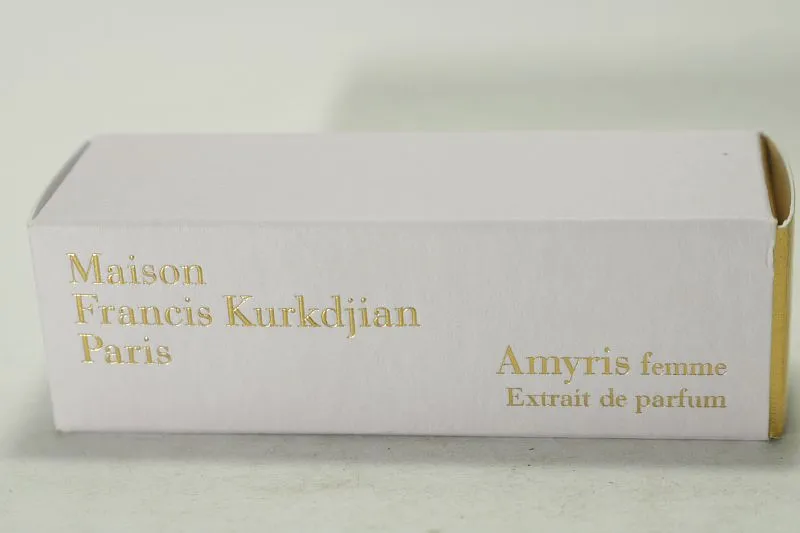 Maison
Francis Kurkdjian
Paris
Amyris femme
Extrait de parfum